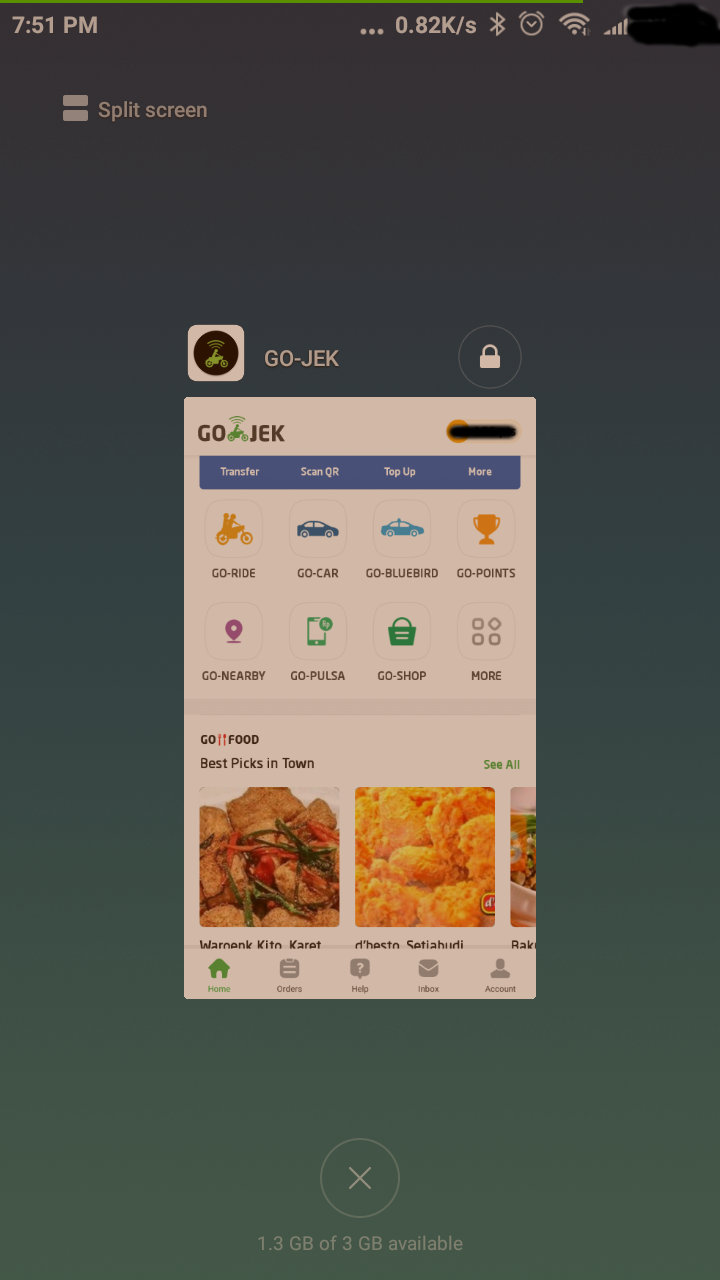 7:51 PM ... 0.82K/s
Split screen
GO-JEK
GO JEK
Transfer Scan QR Top Up More
GO-RIDE GO-CAR GO-BLUEBIRD GO-POINTS
Rp
GO-NEARBY GO-PULSA GO-SHOP MORE
GO FOOD
Best Picks in Town See All
d'
Waroenk Kito, Karet d'besto, Setiabudi
Home Orders Help Inbox Account
1.3 GB of 3 GB available